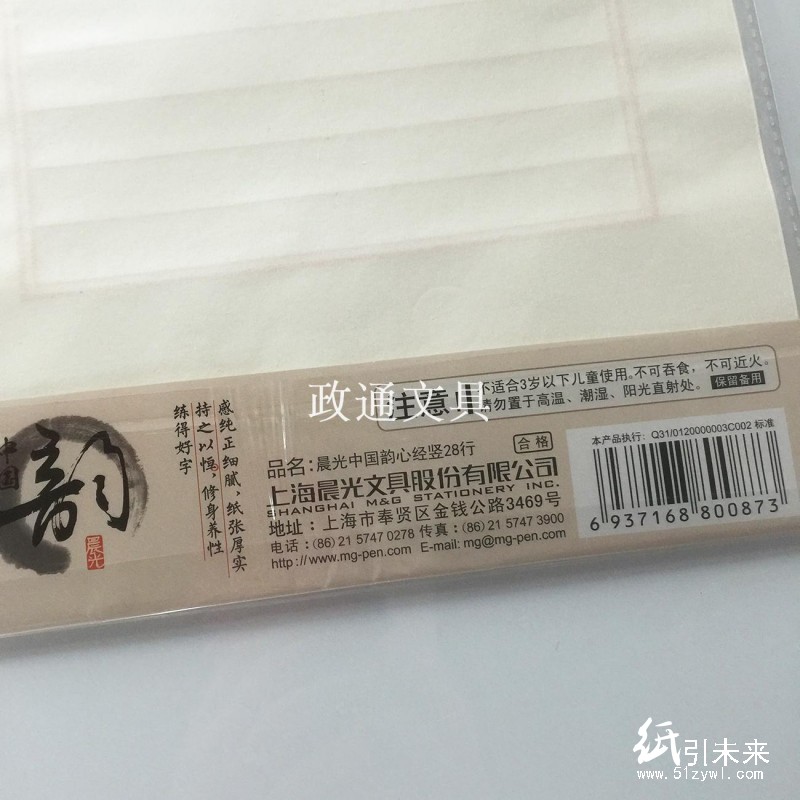 政通文具
注意
不适合3岁以下儿童使用。不可吞食，不可近火。
请勿置于高温、潮湿、阳光直射处。 保留备用
中国
韵
晨光
感纯正细腻，纸张厚实
持之以恒，修身养性
练得好字
品名：晨光中国韵心经竖28行
合格
上海晨光文具股份有限公司
SHANGHAI M&G STATIONERY INC.
地址：上海市奉贤区金钱公路3469号
电话：(86) 21 5747 0278 传真：(86) 21 5747 3900
http://www.mg-pen.com E-mail: mg@mg-pen.com
本产品执行：Q31/0120000003C002 标准
6 937168 800873
纸引未来
www.51zywl.com